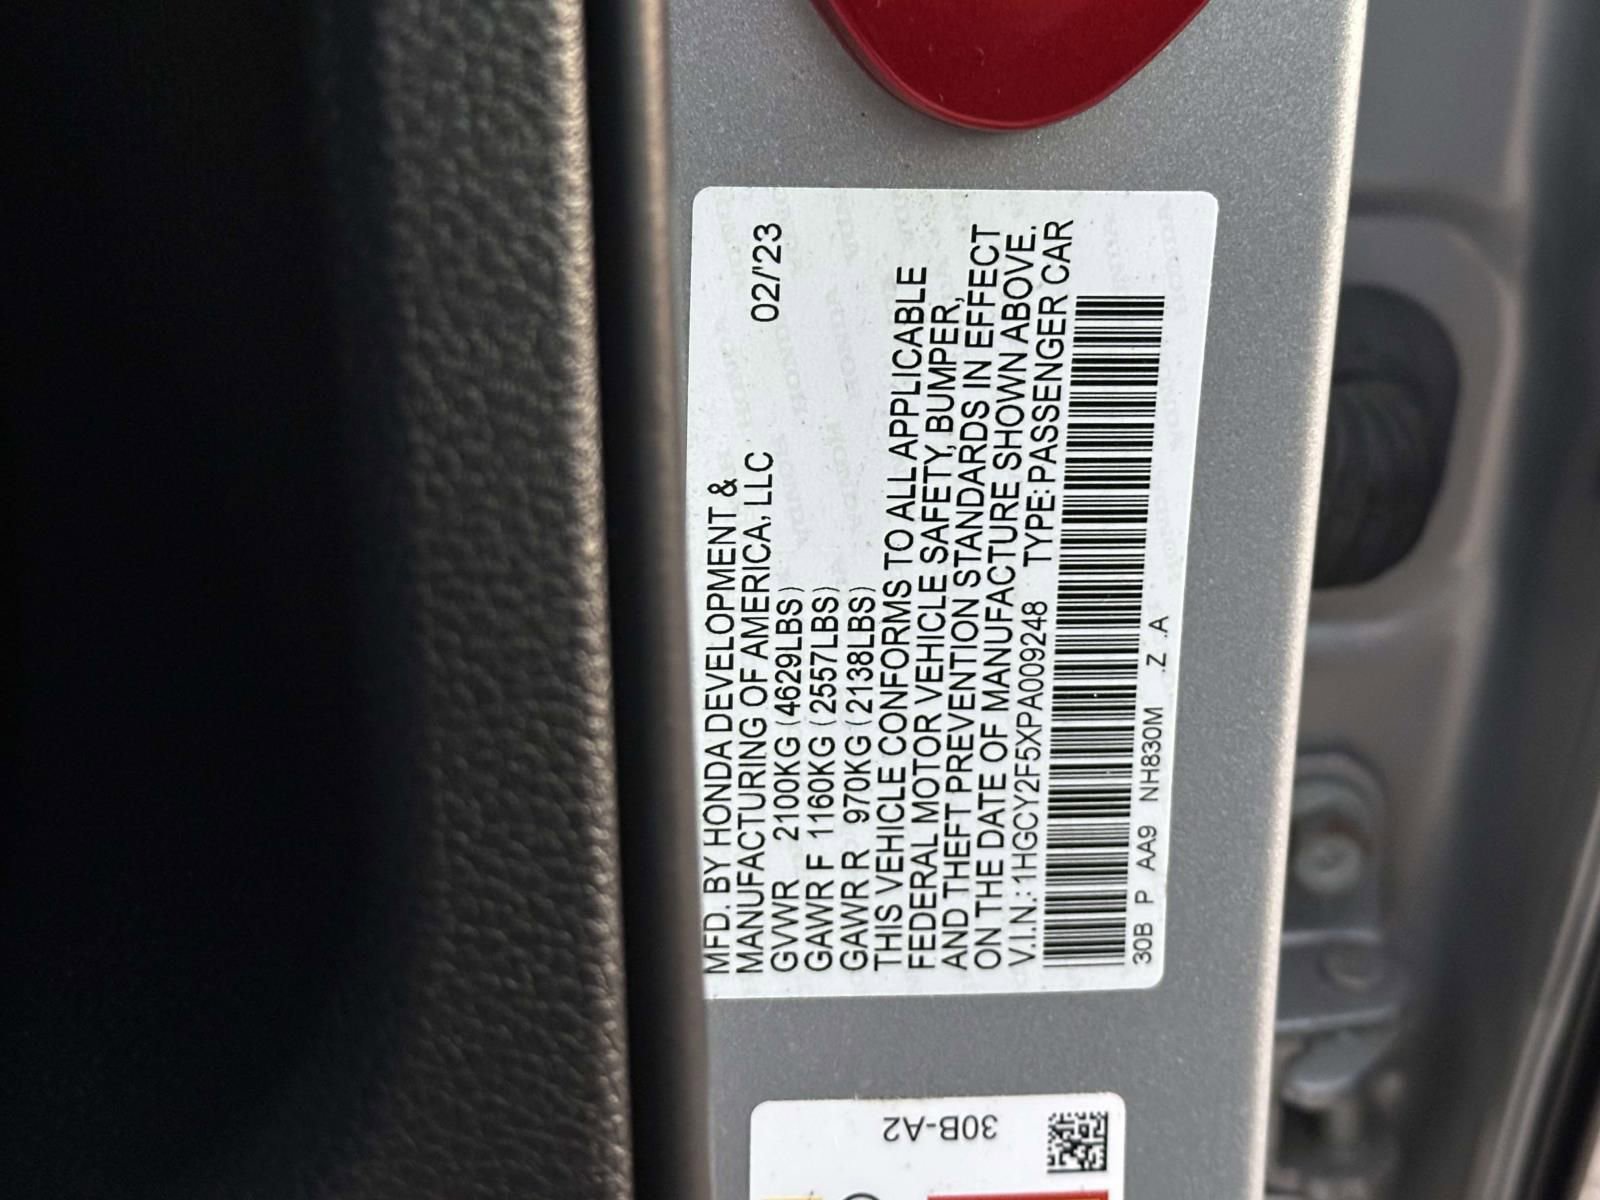 MFD. BY HONDA DEVELOPMENT &
MANUFACTURING OF AMERICA, LLC 02/'23
GVWR 2100KG (4629LBS)
GAWR F 1160KG (2557LBS)
GAWR R 970KG (2138LBS)
THIS VEHICLE CONFORMS TO ALL APPLICABLE
FEDERAL MOTOR VEHICLE SAFETY, BUMPER,
AND THEFT PREVENTION STANDARDS IN EFFECT
ON THE DATE OF MANUFACTURE SHOWN ABOVE.
V.I.N.: 1HGCY2F5XPA009248 TYPE: PASSENGER CAR
30B P AA9 NH830M .Z .A
30B-A2